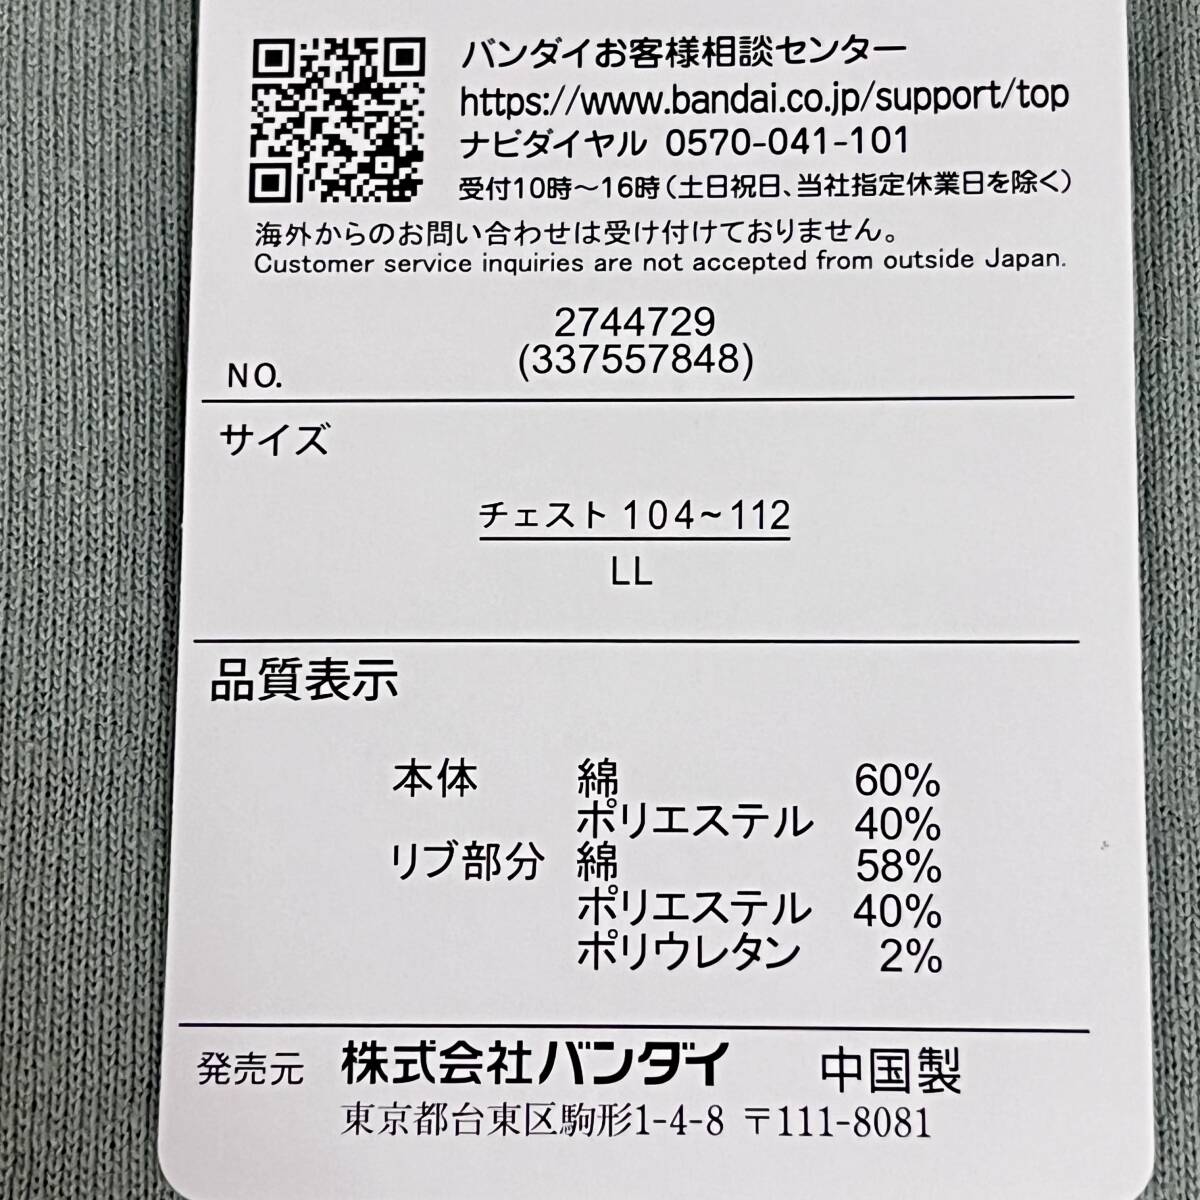 バンダイお客様相談センター
https://www.bandai.co.jp/support/top
ナビダイヤル 0570-041-101
受付10時～16時(土日祝日、当社指定休業日を除く)
海外からのお問い合わせは受け付けておりません。
Customer service inquiries are not accepted from outside Japan.
2744729
(337557848)
NO.
サイズ
チェスト 104~112
LL
品質表示
本体 綿 60%
ポリエステル 40%
リブ部分 綿 58%
ポリエステル 40%
ポリウレタン 2%
発売元 株式会社バンダイ 中国製
東京都台東区駒形1-4-8 〒111-8081